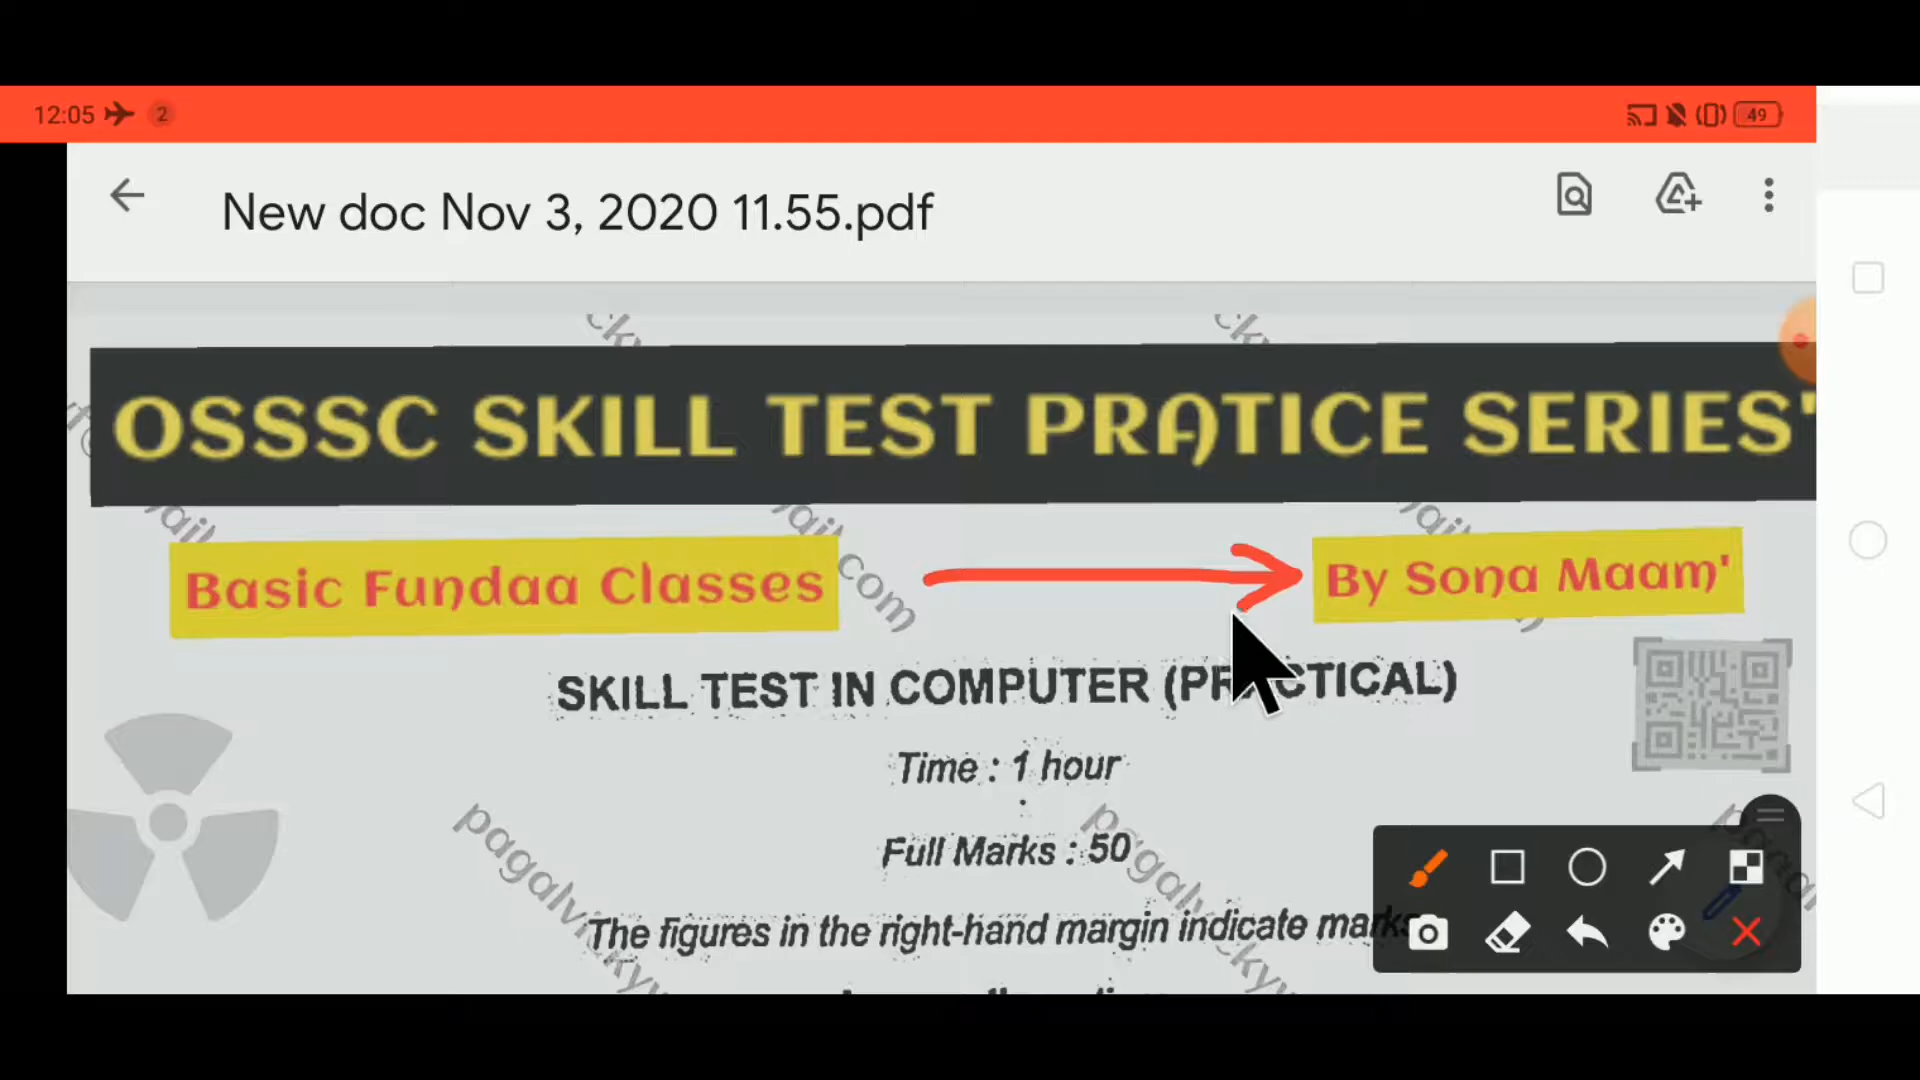 12:05 2 49
New doc Nov 3, 2020 11.55.pdf
OSSSC SKILL TEST PRATICE SERIES'
Basic Fundaa Classes By Sona Maam'
SKILL TEST IN COMPUTER (PRACTICAL)
Time : 1 hour
Full Marks : 50
The figures in the right-hand margin indicate marks